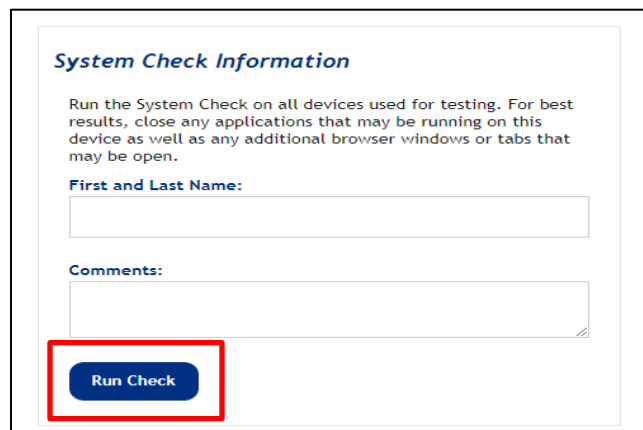 System Check Information
Run the System Check on all devices used for testing. For best
results, close any applications that may be running on this
device as well as any additional browser windows or tabs that
may be open.
First and Last Name:
Comments:
Run Check